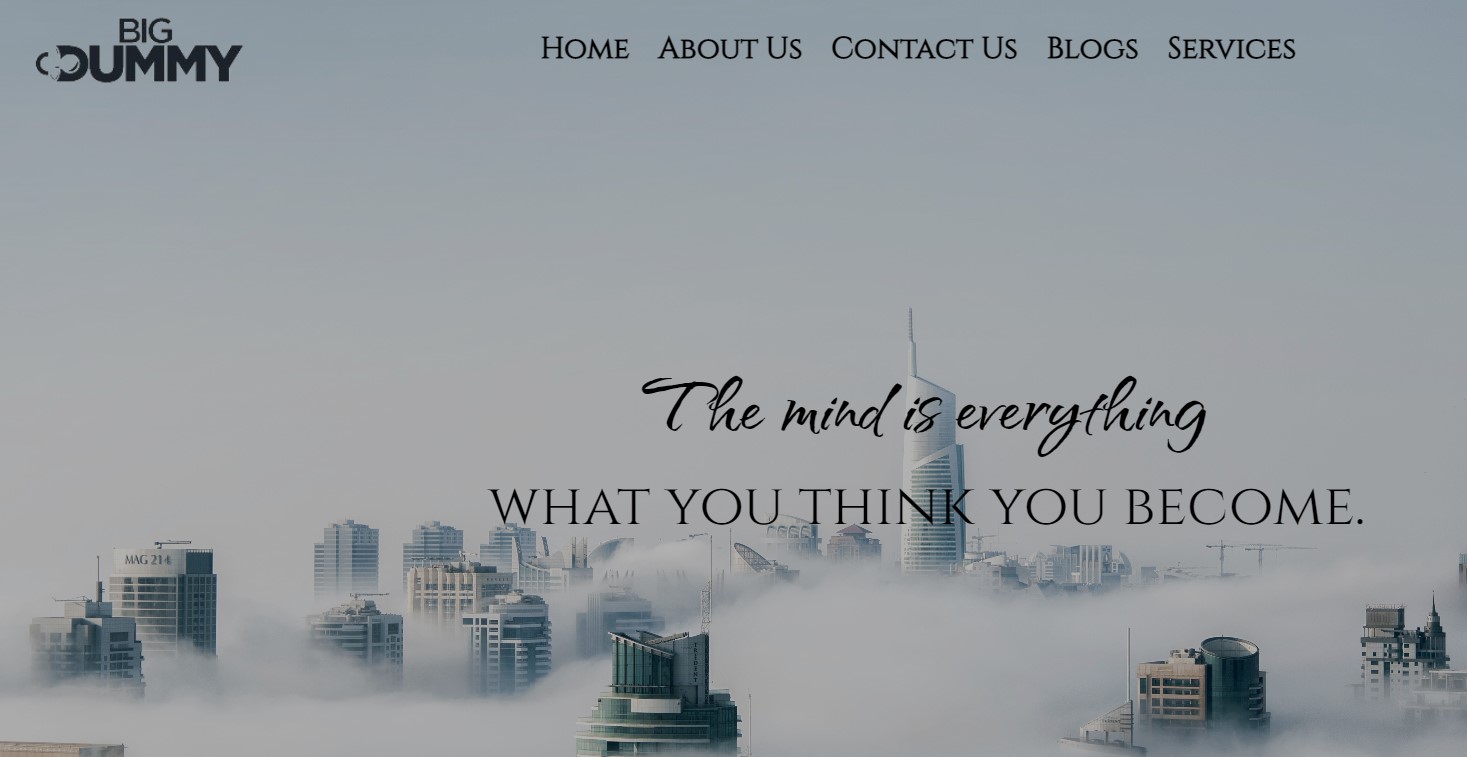 BIG
DUMMY
Home About Us Contact Us Blogs Services
The mind is everything
WHAT YOU THINK YOU BECOME.
MAG 214
TRIDENT